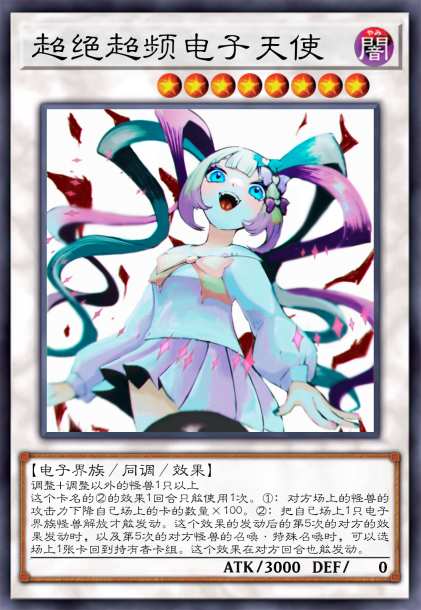 超绝超频电子天使
やみ
闇
【电子界族／同调／效果】
调整+调整以外的怪兽1只以上
这个卡名的②的效果1回合只能使用1次。①：对方场上的怪兽的
攻击力下降自己场上的卡的数量×100。②：把自己场上1只电子
界族怪兽解放才能发动。这个效果的发动后的第5次的对方的效
果发动时，以及第5次的对方怪兽的召唤·特殊召唤时，可以选
场上1张卡回到持有者卡组。这个效果在对方回合也能发动。
ATK/3000 DEF/ 0